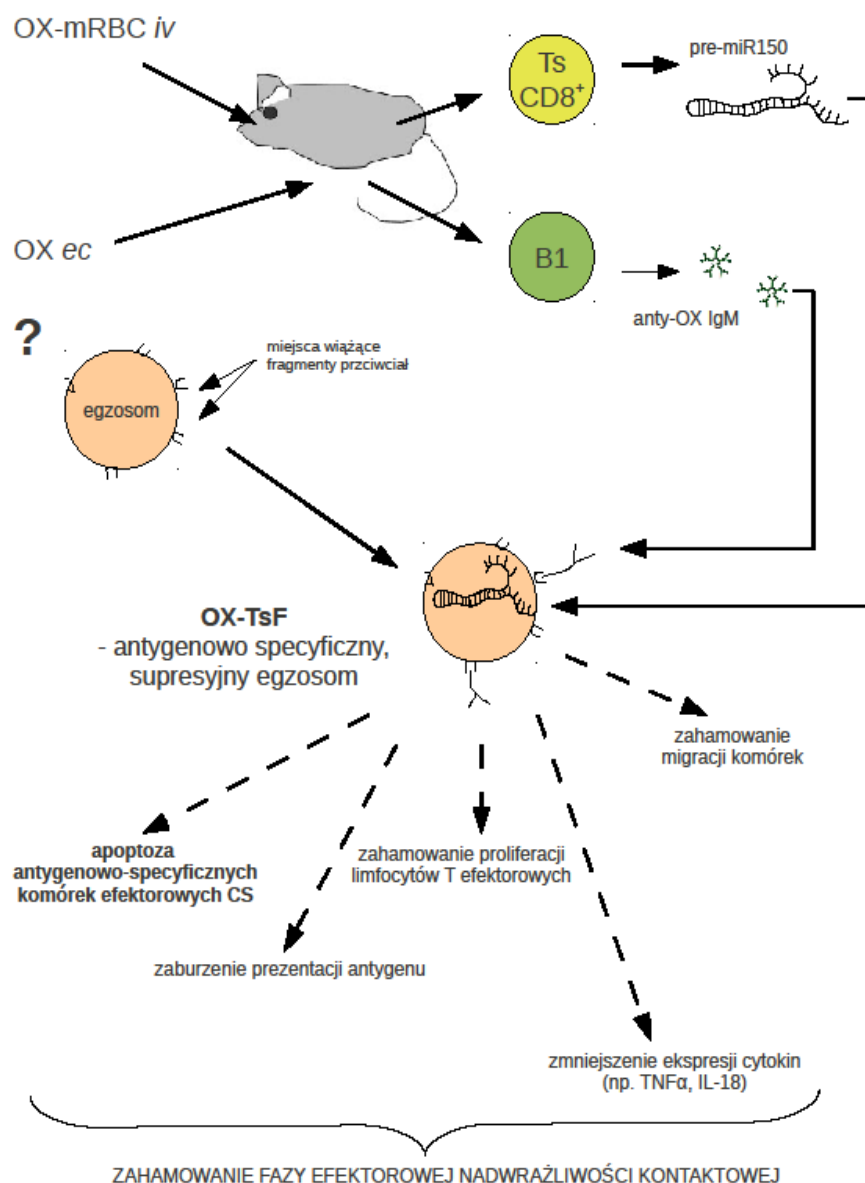 OX-mRBC iv
Ts
CD8+
pre-miR150
OX ec
B1
anty-OX IgM
?
miejsca wiążące
fragmenty przciwciał
egzosom
OX-TsF
- antygenowo specyficzny,
supresyjny egzosom
zahamowanie
migracji komórek
apoptoza
antygenowo-specyficznych
komórek efektorowych CS
zahamowanie proliferacji
limfocytów T efektorowych
zaburzenie prezentacji antygenu
zmniejszenie ekspresji cytokin
(np. TNFα, IL-18)
ZAHAMOWANIE FAZY EFEKTOROWEJ NADWRAŻLIWOŚCI KONTAKTOWEJ